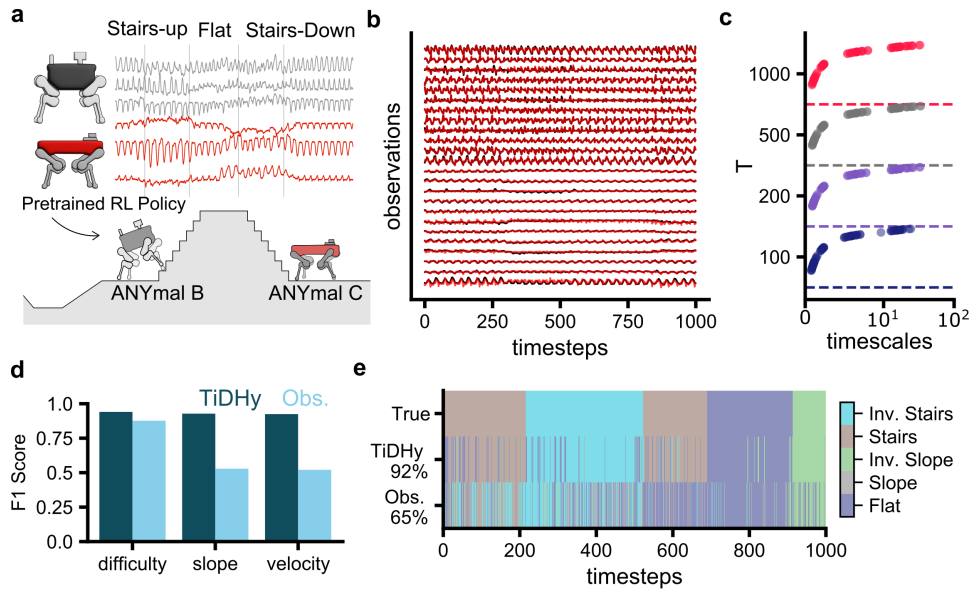 a
Stairs-up Flat Stairs-Down
Pretrained RL Policy
ANYmal B
ANYmal C
b
observations
0 250 500 750 1000
timesteps
c
T
1000
500
200
100
0 10¹ 10²
timescales
d
TiDHy Obs.
F1 Score
1.0
0.75
0.5
0.25
0.0
difficulty slope velocity
e
True
TiDHy
92%
Obs.
65%
0 200 400 600 800 1000
timesteps
Inv. Stairs
Stairs
Inv. Slope
Slope
Flat